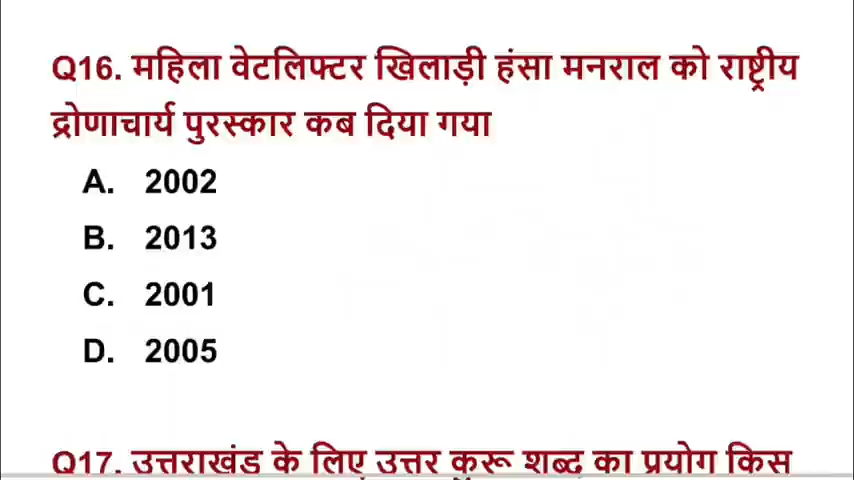 Q16. महिला वेटलिफ्टर खिलाड़ी हंसा मनराल को राष्ट्रीय
द्रोणाचार्य पुरस्कार कब दिया गया
A. 2002
B. 2013
C. 2001
D. 2005
Q17. उत्तराखंड के लिए उत्तर कुरू शब्द का प्रयोग किस